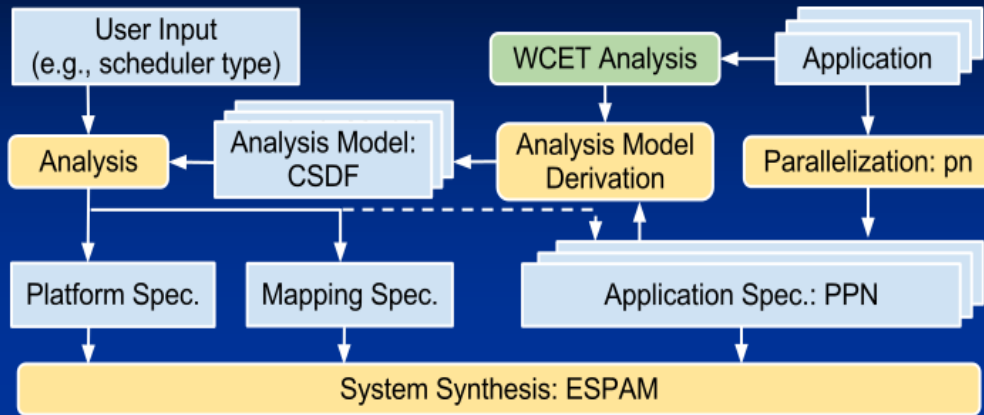 User Input
(e.g., scheduler type)
WCET Analysis
Application
Analysis
Analysis Model:
CSDF
Analysis Model
Derivation
Parallelization: pn
Platform Spec.
Mapping Spec.
Application Spec.: PPN
System Synthesis: ESPAM